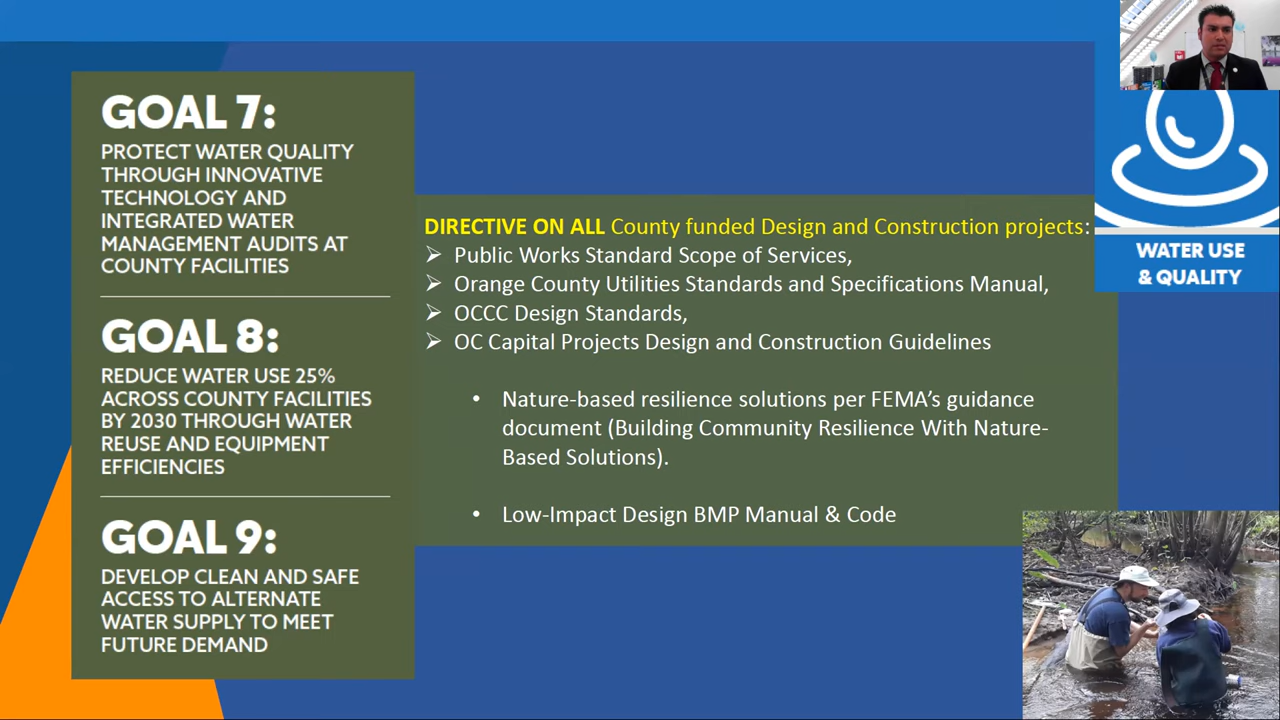 GOAL 7:
PROTECT WATER QUALITY
THROUGH INNOVATIVE
TECHNOLOGY AND
INTEGRATED WATER
MANAGEMENT AUDITS AT
COUNTY FACILITIES
GOAL 8:
REDUCE WATER USE 25%
ACROSS COUNTY FACILITIES
BY 2030 THROUGH WATER
REUSE AND EQUIPMENT
EFFICIENCIES
GOAL 9:
DEVELOP CLEAN AND SAFE
ACCESS TO ALTERNATE
WATER SUPPLY TO MEET
FUTURE DEMAND
DIRECTIVE ON ALL County funded Design and Construction projects:
➢ Public Works Standard Scope of Services,
➢ Orange County Utilities Standards and Specifications Manual,
➢ OCCC Design Standards,
➢ OC Capital Projects Design and Construction Guidelines
• Nature-based resilience solutions per FEMA’s guidance
document (Building Community Resilience With Nature-
Based Solutions).
• Low-Impact Design BMP Manual & Code
WATER USE
& QUALITY